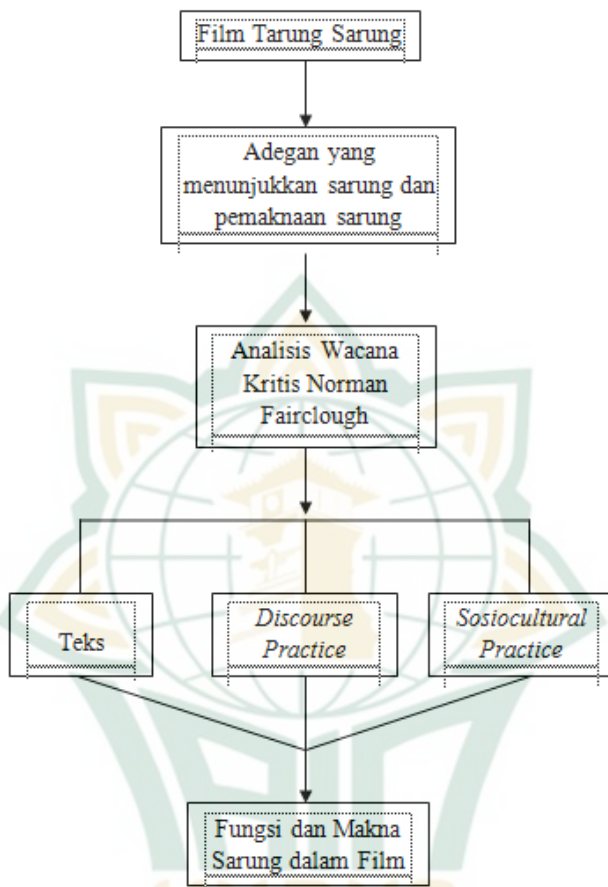 Film Tarung Sarung
Adegan yang
menunjukkan sarung dan
pemaknaan sarung
Analisis Wacana
Kritis Norman
Fairclough
Teks
Discourse
Practice
Sosiocultural
Practice
Fungsi dan Makna
Sarung dalam Film